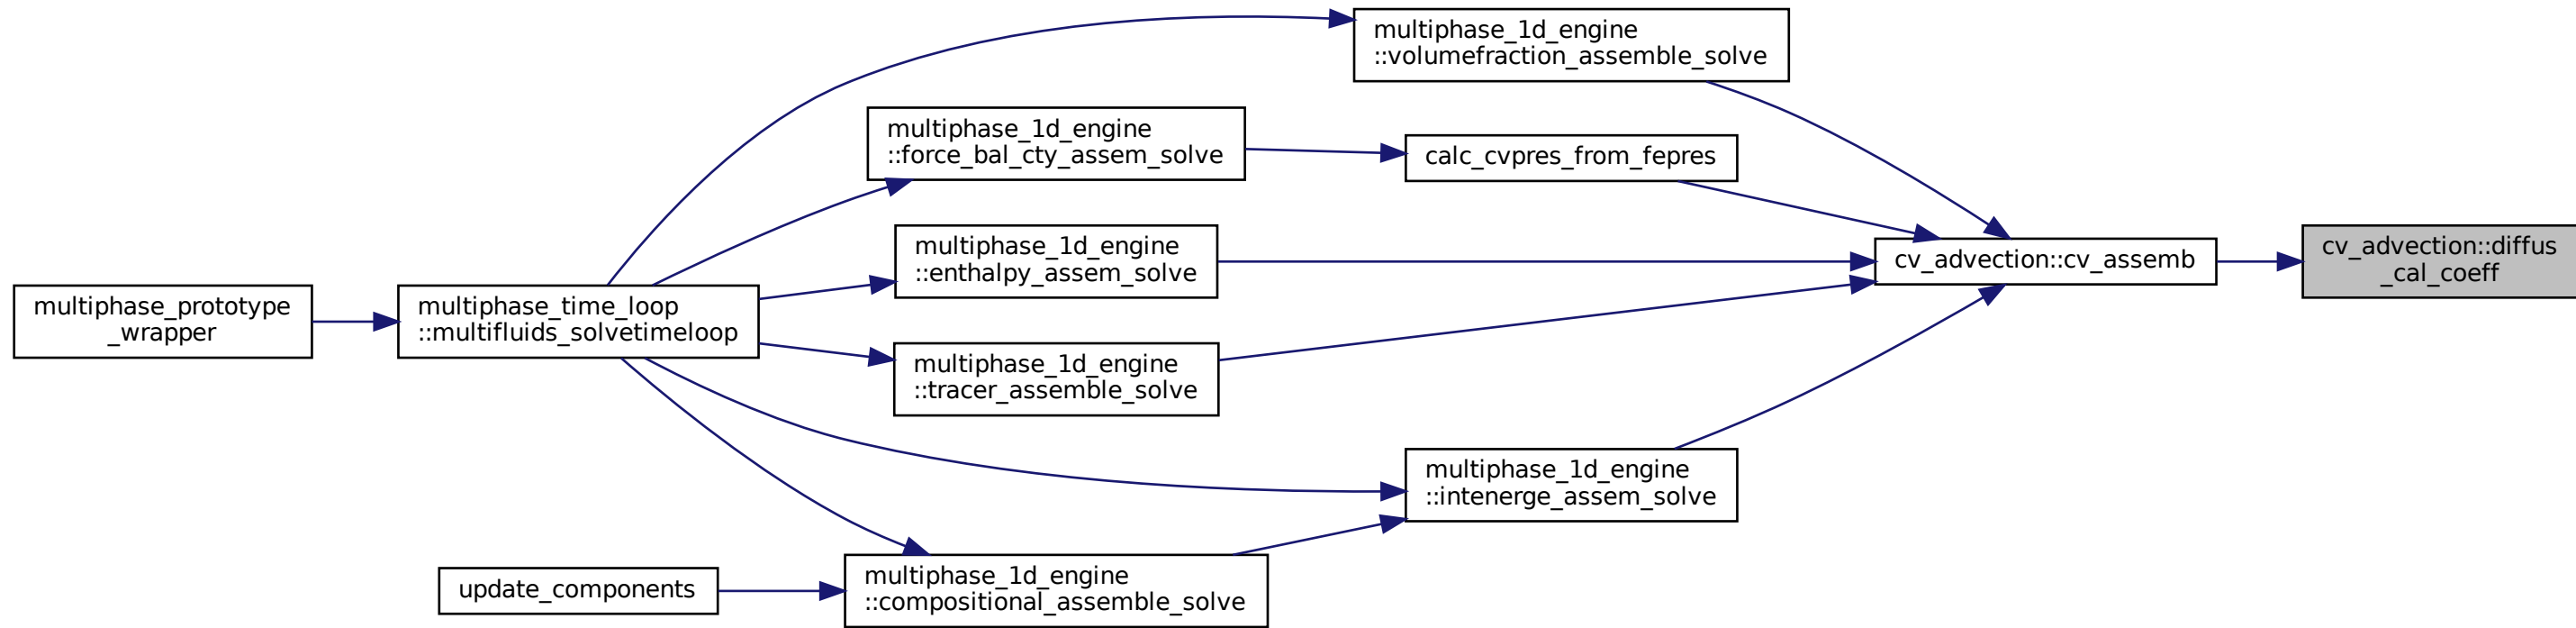 multiphase_1d_engine
::volumefraction_assemble_solve
multiphase_1d_engine
::force_bal_cty_assem_solve
calc_cvpres_from_fepres
multiphase_1d_engine
::enthalpy_assem_solve
cv_advection::cv_assemb
cv_advection::diffus
_cal_coeff
multiphase_prototype
_wrapper
multiphase_time_loop
::multifluids_solvetimeloop
multiphase_1d_engine
::tracer_assemble_solve
multiphase_1d_engine
::intenerge_assem_solve
update_components
multiphase_1d_engine
::compositional_assemble_solve